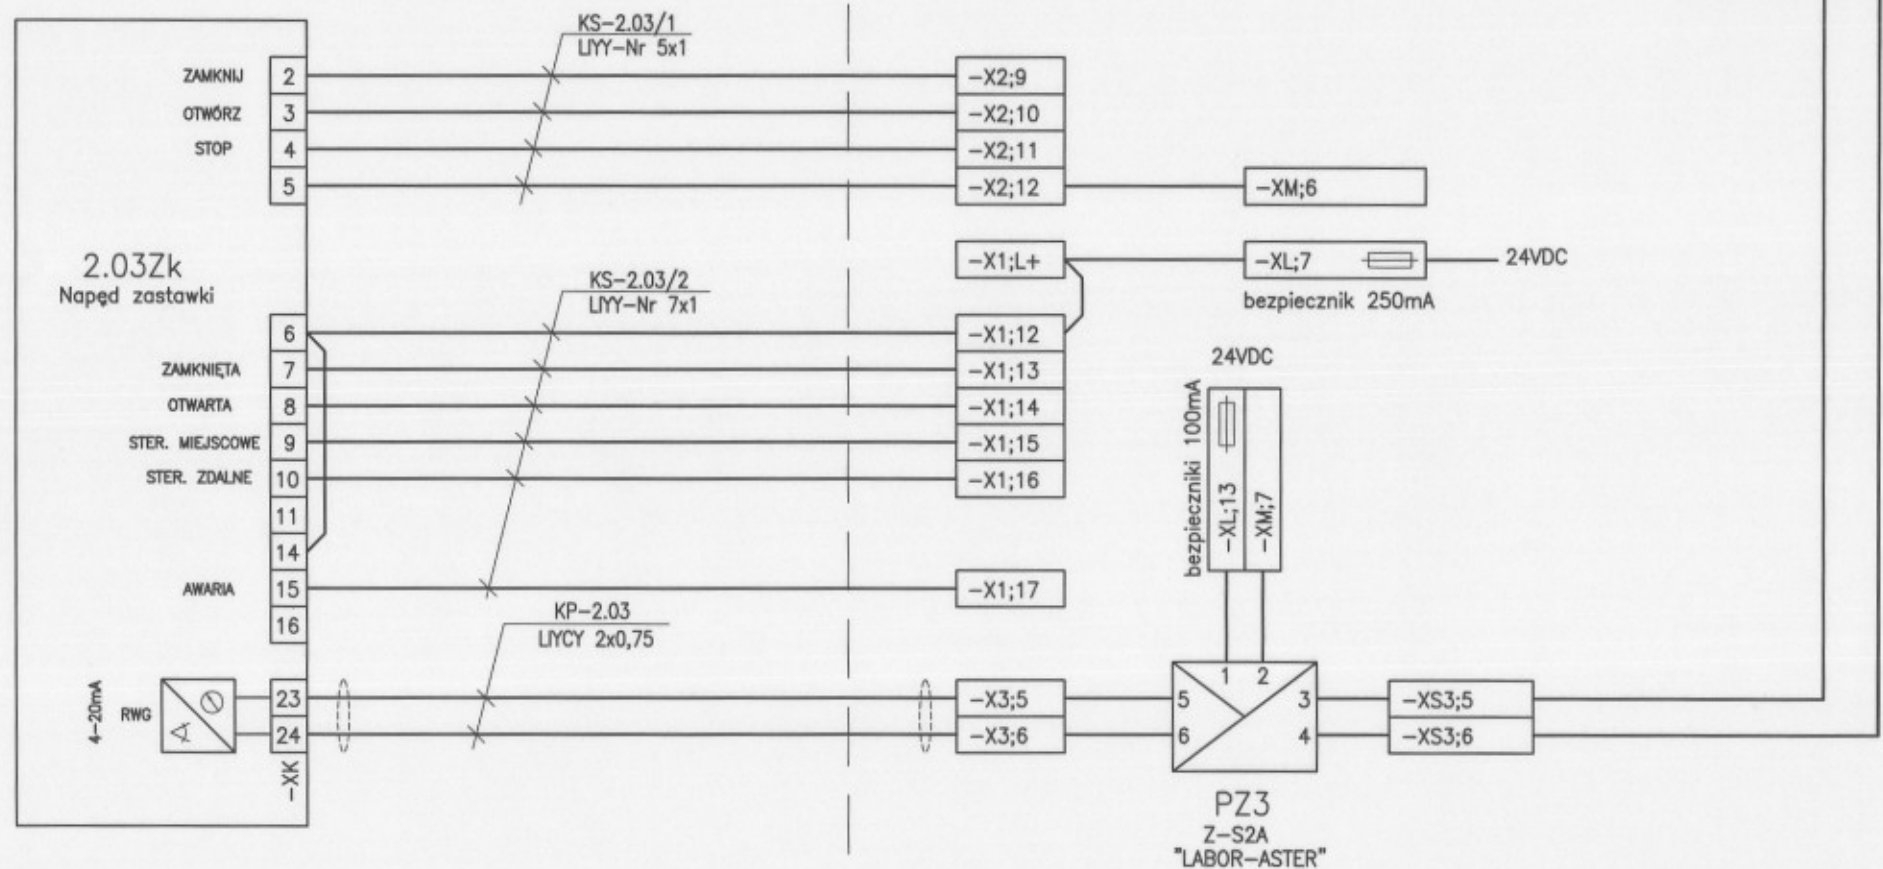 KS-2.03/1
LIYY-Nr 5x1
ZAMKNIJ 2 -X2;9
OTWÓRZ 3 -X2;10
STOP 4 -X2;11
5 -X2;12 -XM;6
2.03Zk
Napęd zastawki
-X1;L+ -XL;7 24VDC
bezpiecznik 250mA
KS-2.03/2
LIYY-Nr 7x1
6 -X1;12
ZAMKNIĘTA 7 -X1;13
OTWARTA 8 -X1;14
STER. MIEJSCOWE 9 -X1;15
STER. ZDALNE 10 -X1;16
11
14
AWARIA 15 -X1;17
16
24VDC
bezpieczniki 100mA
-XL;13
-XM;7
KP-2.03
LIYCY 2x0,75
4-20mA
RWG
23 -X3;5 5 1 2 3 -XS3;5
24 -X3;6 6 4 -XS3;6
-XK
PZ3
Z-S2A
"LABOR-ASTER"